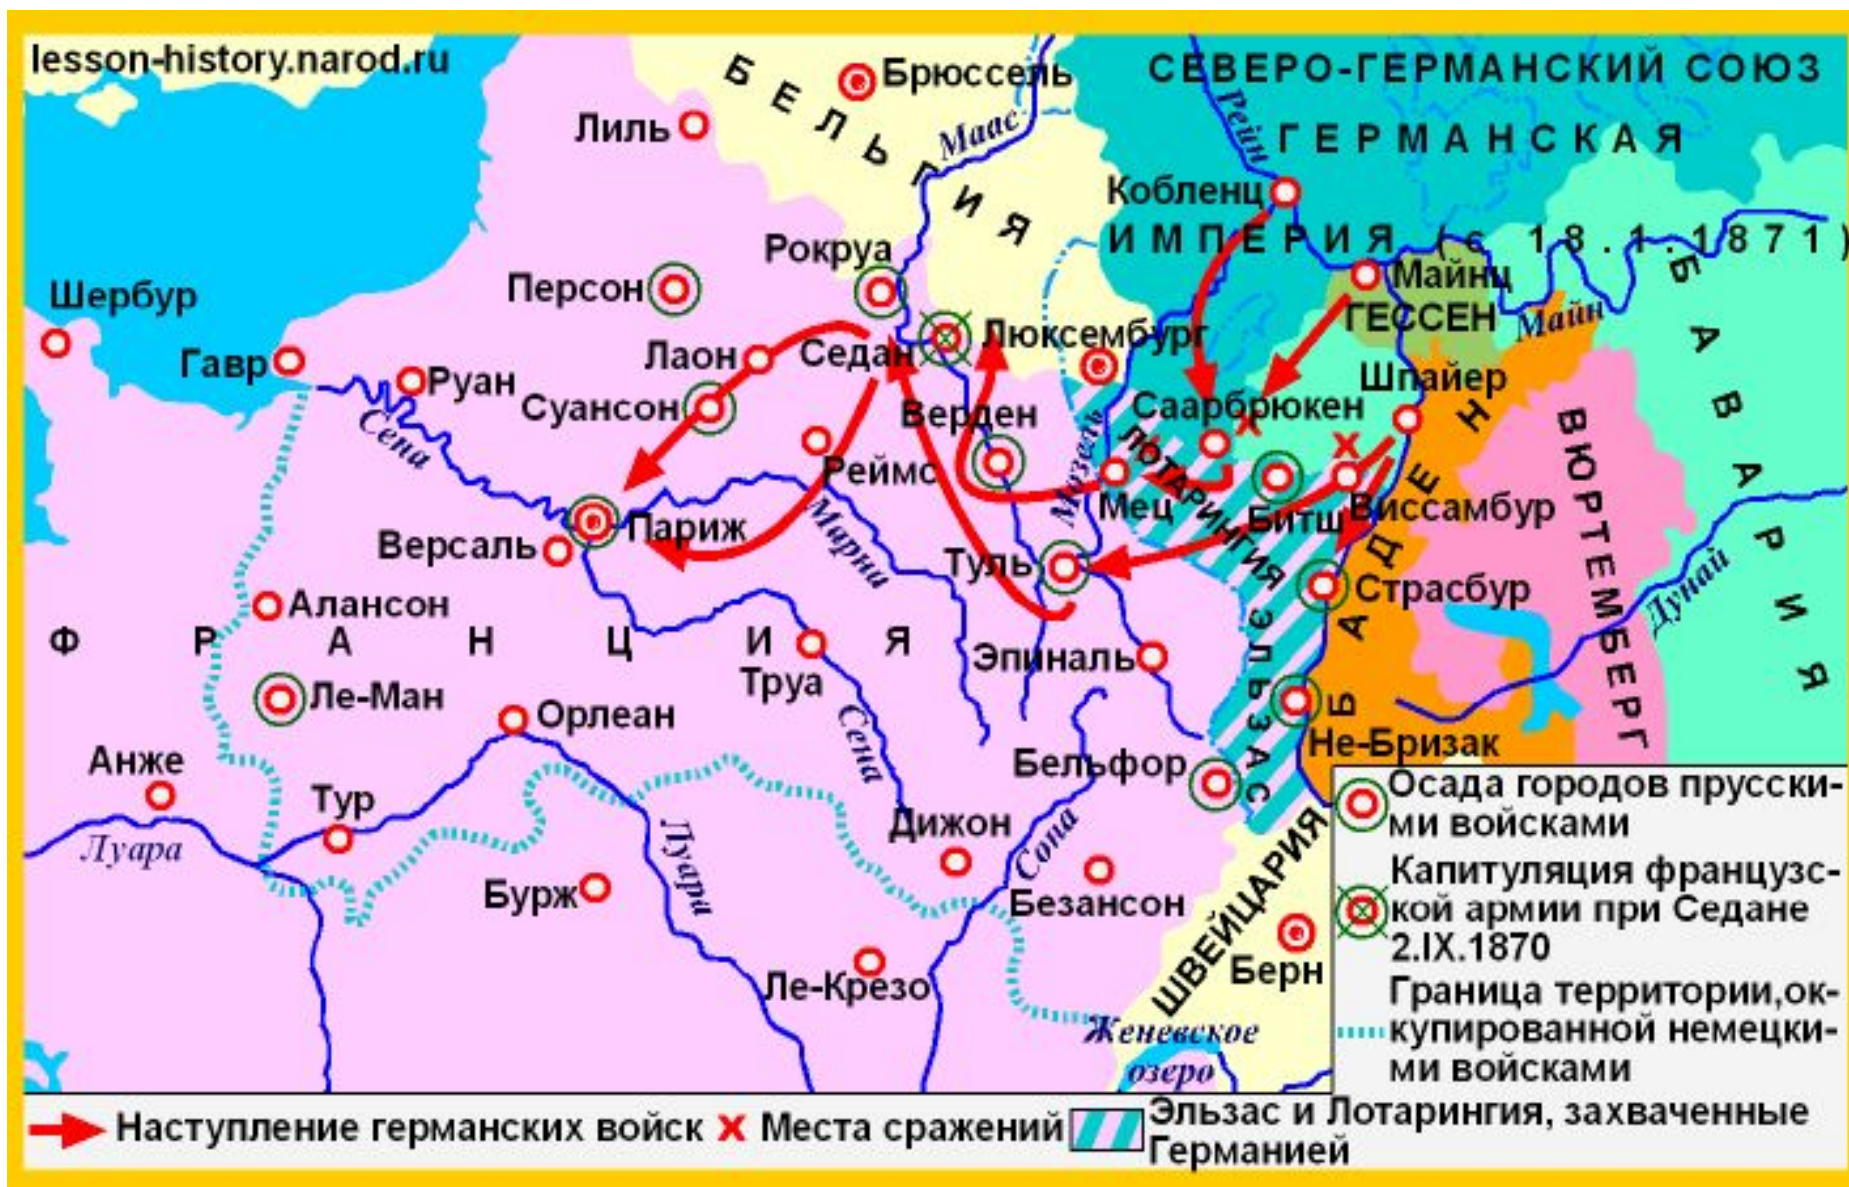 lesson-history.narod.ru
БЕЛЬГИЯ
Брюссель
СЕВЕРО-ГЕРМАНСКИЙ СОЮЗ
Лиль
Маас
Рейн
ГЕРМАНСКАЯ
Кобленц
ИМПЕРИЯ (с 18.1.1871)
Рокруа
Персон
Шербур
Майнц
ГЕССЕН
Майн
БАВАРИЯ
Гавр
Руан
Лаон
Седан
Люксембург
Шпайер
Суансон
Верден
Саарбрюкен
Сена
Реймс
Мозель
ЛОТАРИНГИЯ
Мец
Битш
Виссамбур
БАДЕН
ВЮРТЕМБЕРГ
Париж
Марна
Версаль
Туль
Страсбур
Дунай
Алансон
ФРАНЦИЯ
Эпиналь
ЭЛЬЗАС
Труа
Ле-Ман
Орлеан
Сена
Не-Бризак
Анже
Тур
Бельфор
Дижон
Сона
Луара
Луара
Бурж
Безансон
ШВЕЙЦАРИЯ
Берн
Ле-Крезо
Женевское
озеро
Осада городов прусски-
ми войсками
Капитуляция французс-
кой армии при Седане
2.IX.1870
Граница территории,ок-
купированной немецки-
ми войсками
Наступление германских войск
Места сражений
Эльзас и Лотарингия, захваченные
Германией